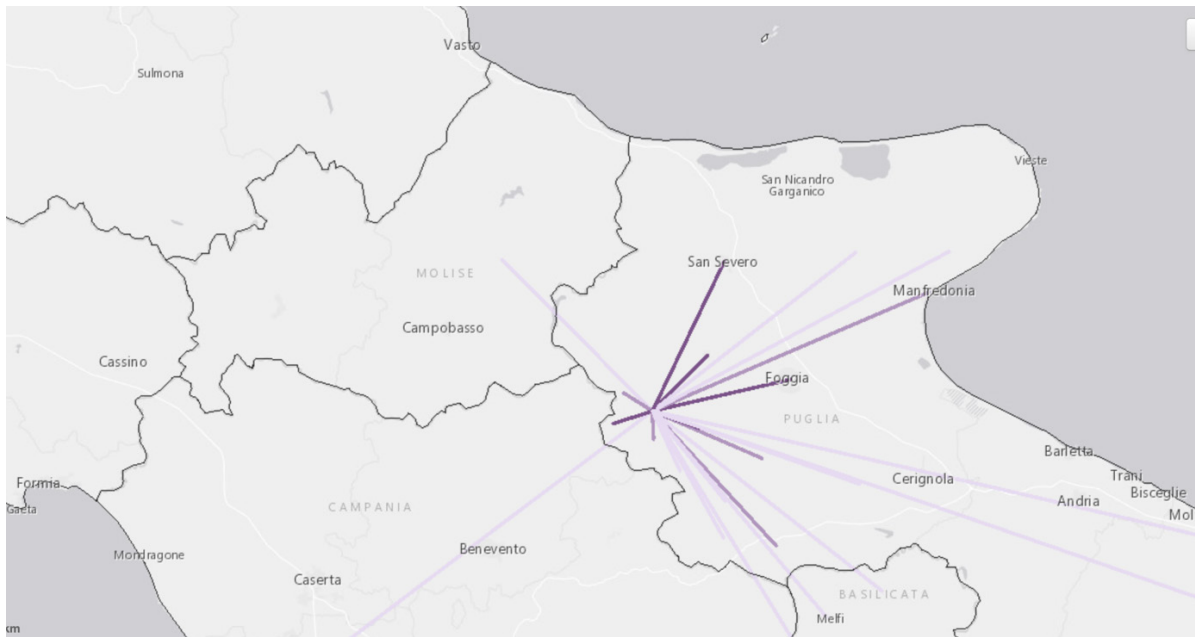 Vasto
Sulmona
Vieste
San Nicandro
Garganico
San Severo
MOLISE
Manfredonia
Campobasso
Cassino
Foggia
PUGLIA
Barletta
Trani
Cerignola
Formia
Bisceglie
Andria
Gaeta
CAMPANIA
Mol
Benevento
Mondragone
Caserta
BASILICATA
Melfi
km